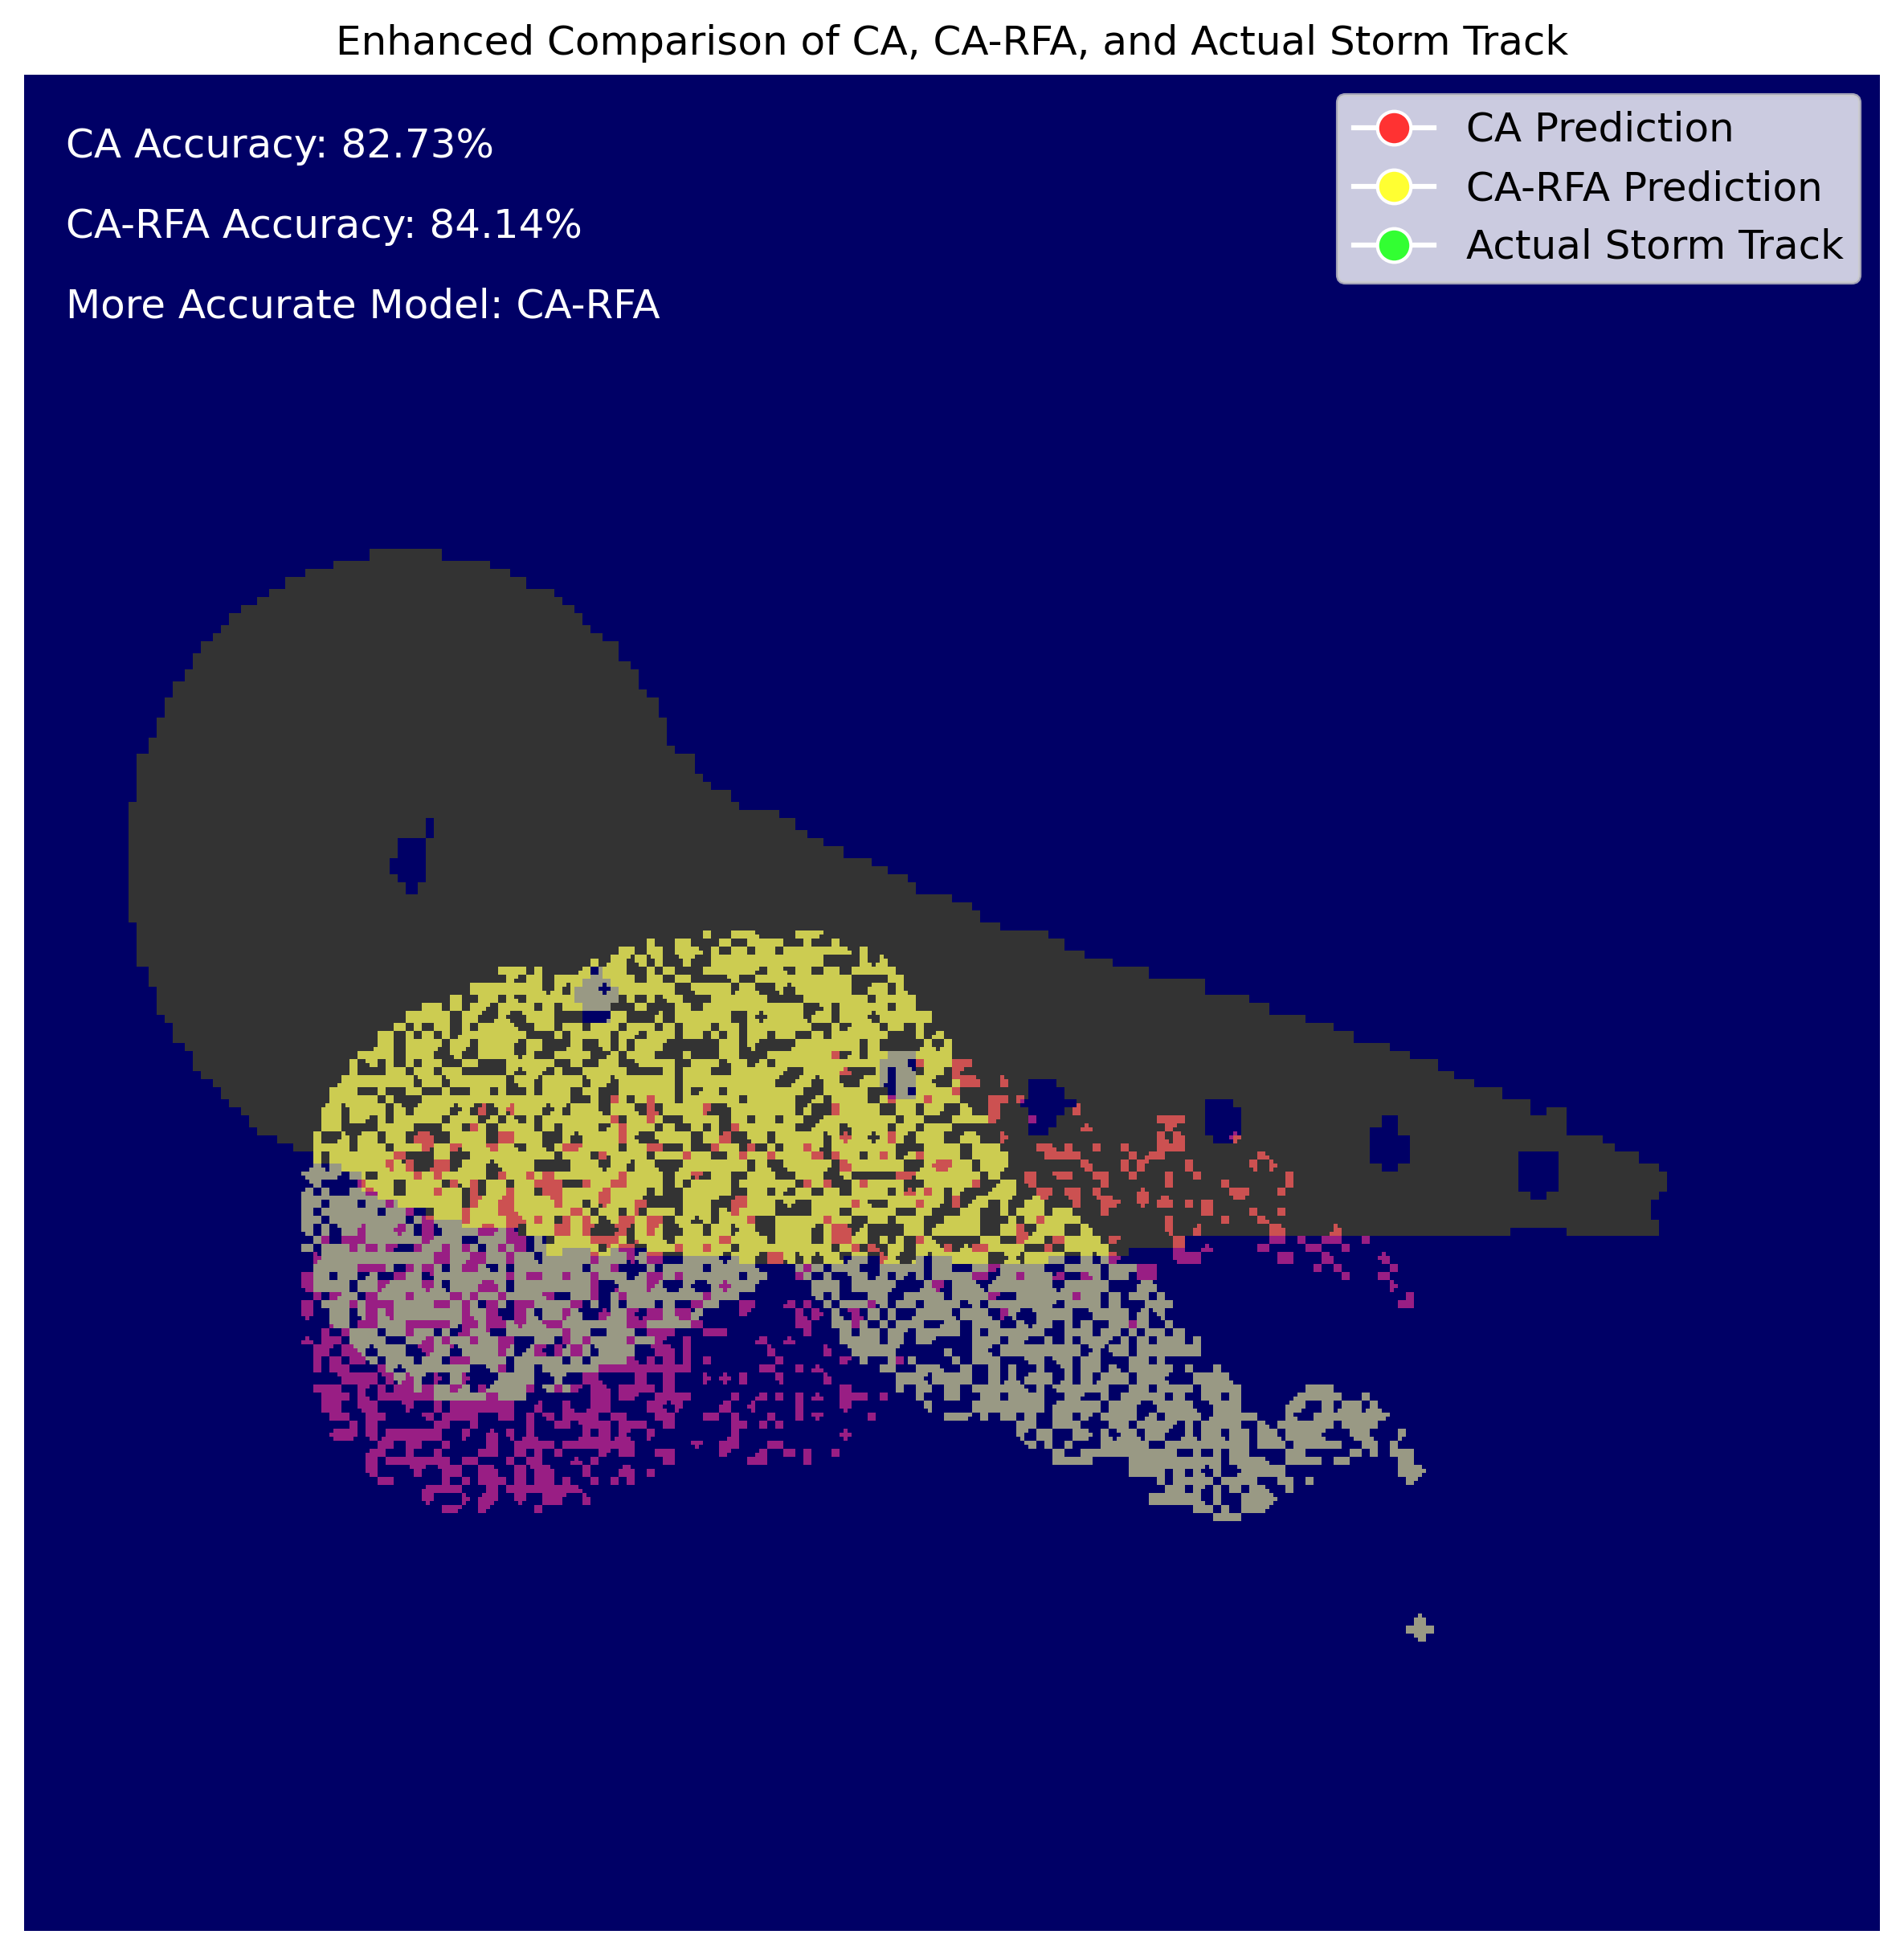 Enhanced Comparison of CA, CA-RFA, and Actual Storm Track
CA Accuracy: 82.73%
CA-RFA Accuracy: 84.14%
More Accurate Model: CA-RFA
CA Prediction
CA-RFA Prediction
Actual Storm Track